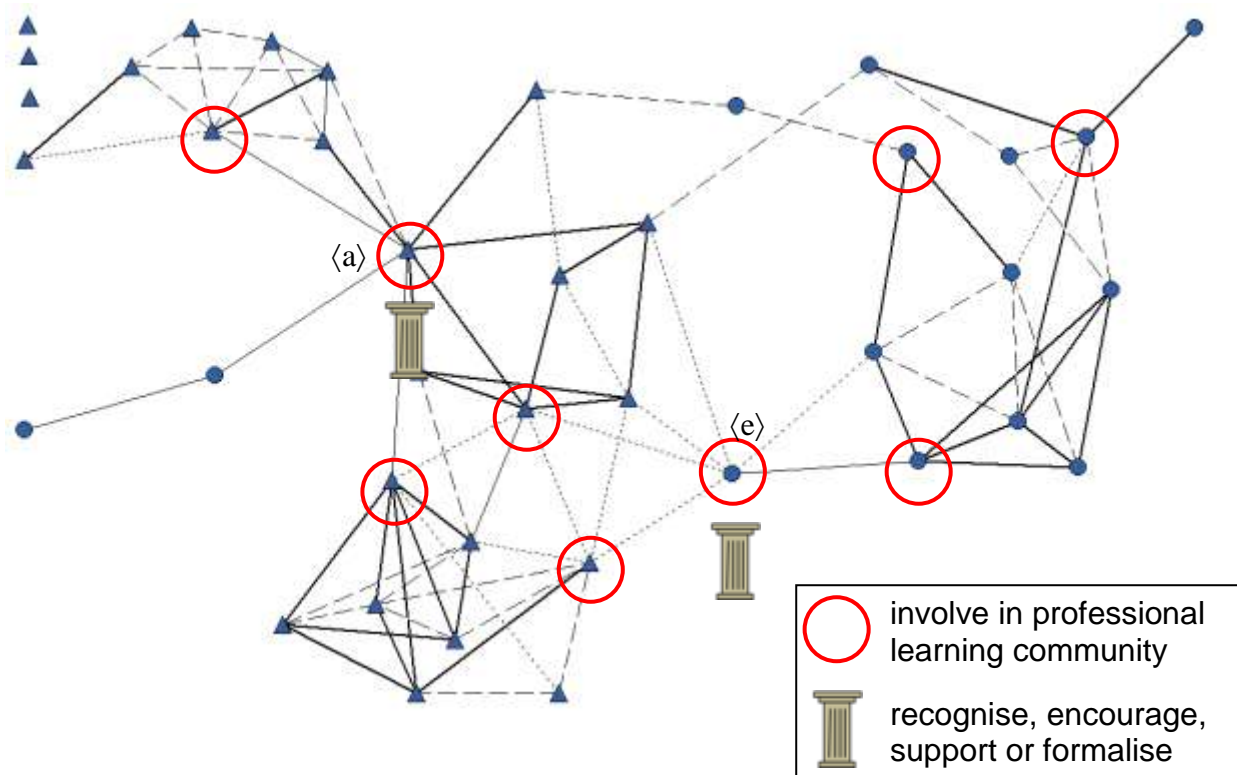 ⟨a⟩
⟨e⟩
involve in professional
learning community
recognise, encourage,
support or formalise